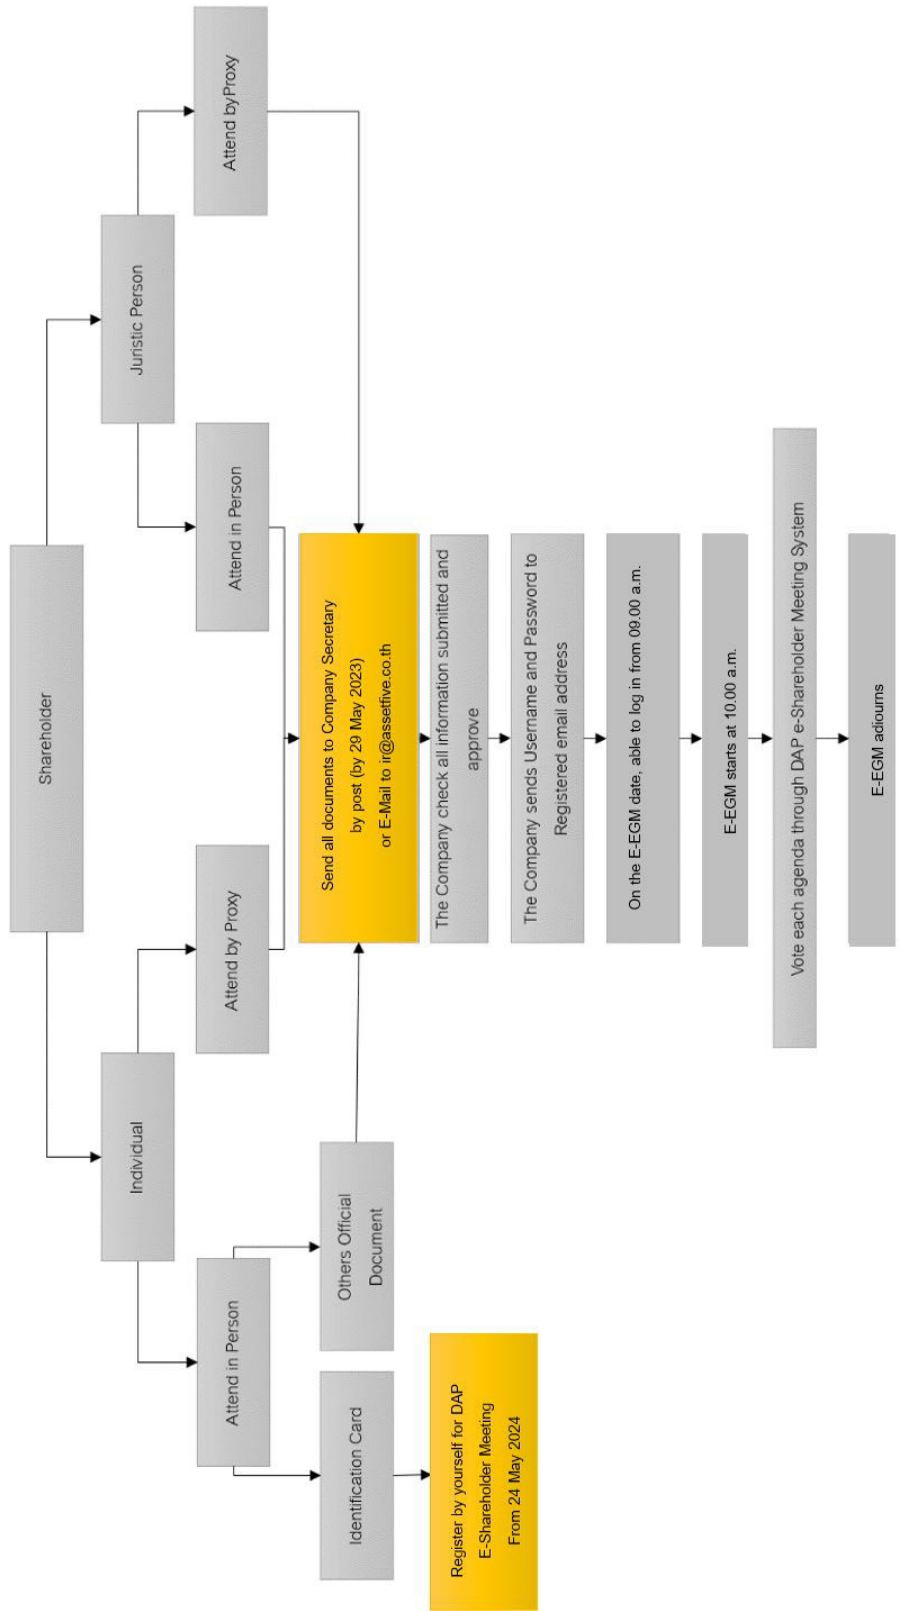 Shareholder
Individual
Juristic Person
Attend in Person
Attend by Proxy
Attend in Person
Attend byProxy
Identification Card
Others Official
Document
Send all documents to Company Secretary
by post (by 29 May 2023)
or E-Mail to ir@assetfive.co.th
Register by yourself for DAP
E-Shareholder Meeting
From 24 May 2024
The Company check all information submitted and
approve
The Company sends Username and Password to
Registered email address
On the E-EGM date, able to log in from 09.00 a.m.
E-EGM starts at 10.00 a.m.
Vote each agenda through DAP e-Shareholder Meeting System
E-EGM adiourns